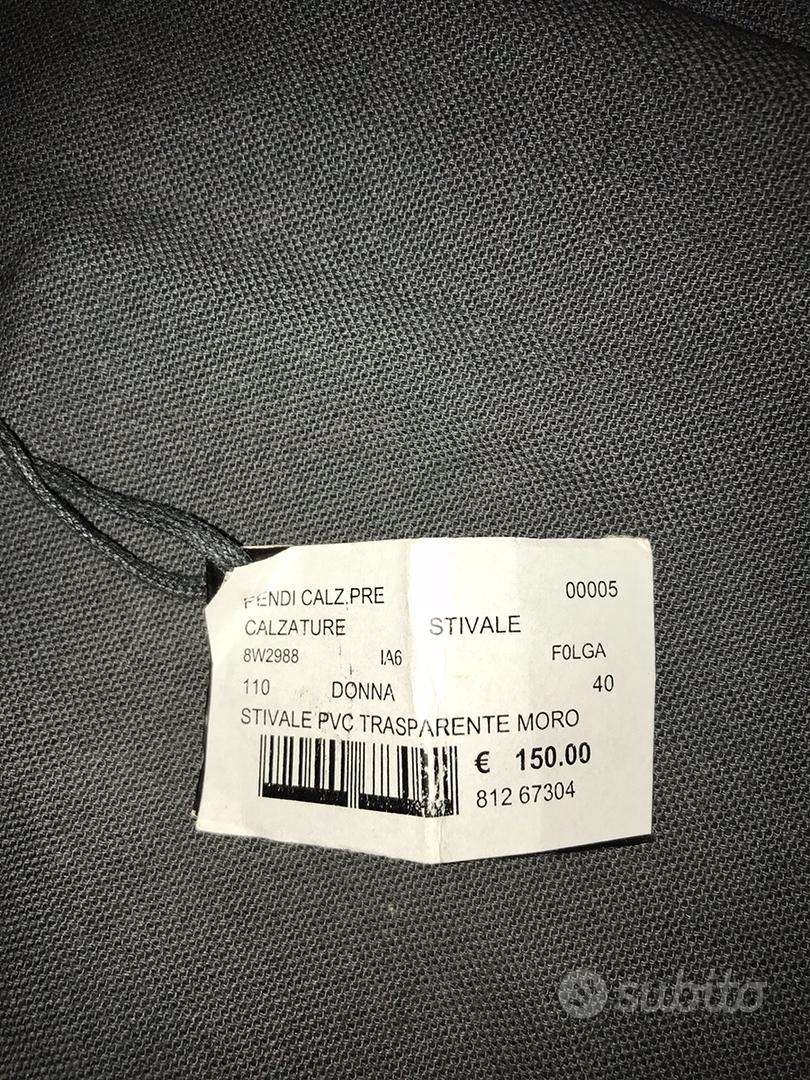 FENDI CALZ.PRE 00005
CALZATURE STIVALE
8W2988 IA6 F0LGA
110 DONNA 40
STIVALE PVC TRASPARENTE MORO
€ 150.00
812 67304
subito